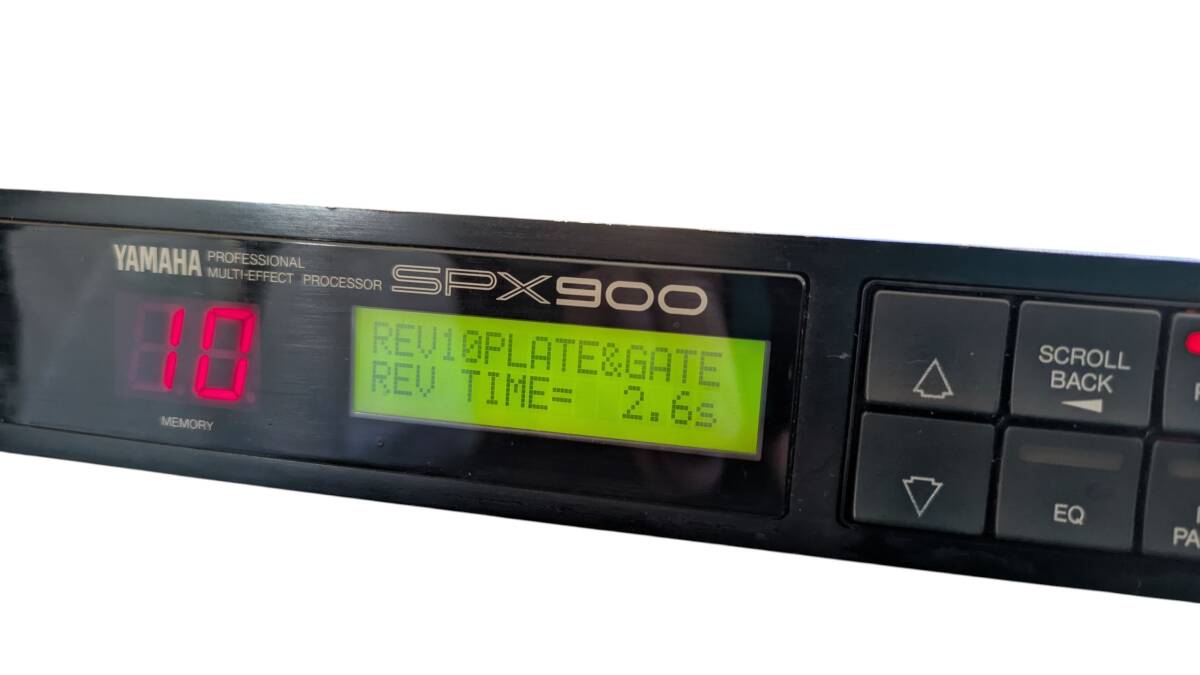 YAMAHA PROFESSIONAL
MULTI-EFFECT PROCESSOR SPX900
10
MEMORY
REV10PLATE&GATE
REV TIME= 2.6s
SCROLL
BACK
EQ